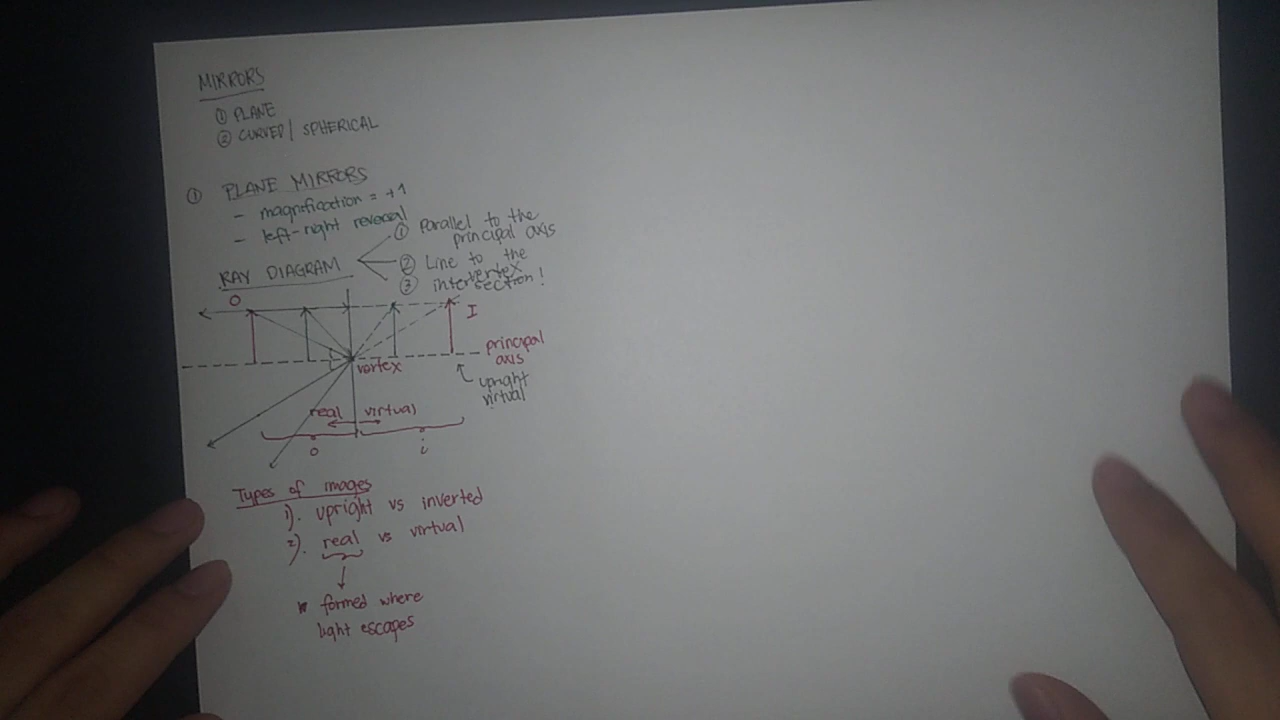 MIRRORS
① PLANE
② CURVED / SPHERICAL
① PLANE MIRRORS
- magnification = +1
- left-right reversal
RAY DIAGRAM
① Parallel to the
principal axis
② Line to the
vertex
③ intersection!
O
I
principal
axis
vortex
upright
virtual
real virtual
o
i
Types of images
1). upright vs inverted
2). real vs virtual
* formed where
light escapes